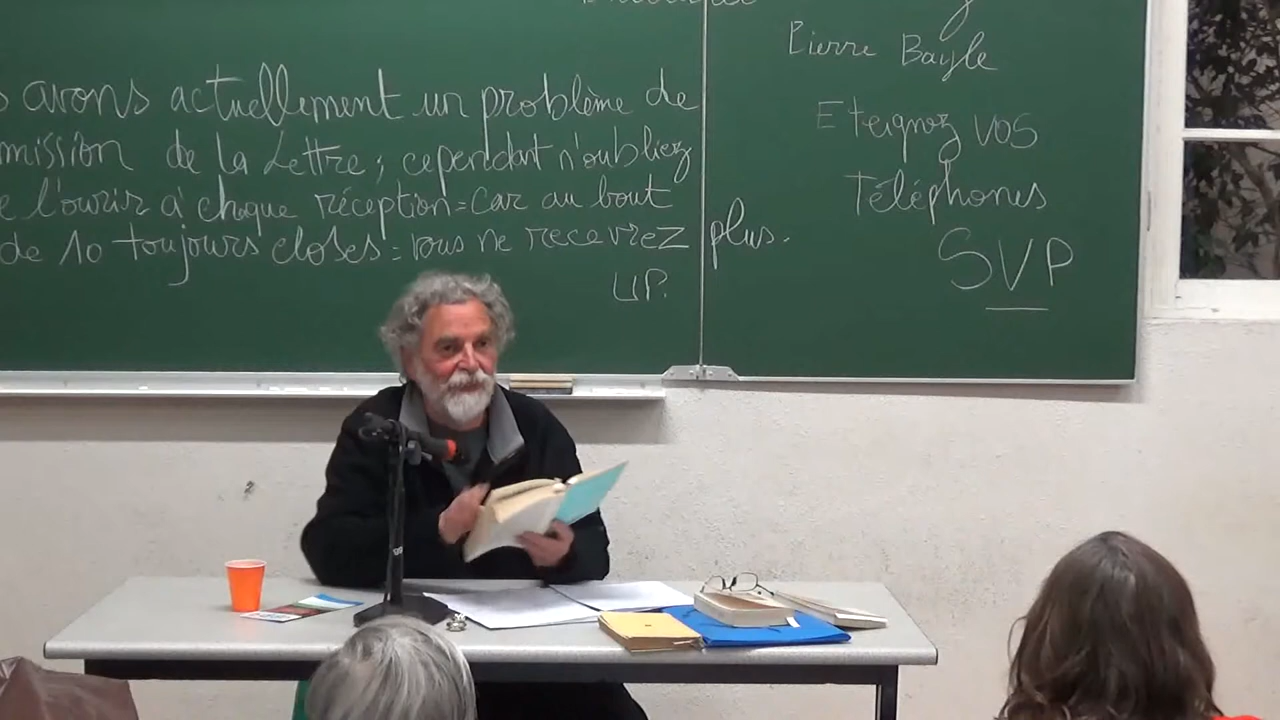 Pierre Bayle
avons actuellement un problème de
mission de la Lettre ; cependant n'oubliez
e l'ouvrir à chaque réception = car au bout
de 10 toujours closes = vous ne recevrez plus.
UP.
Eteignez vos
Téléphones
SVP